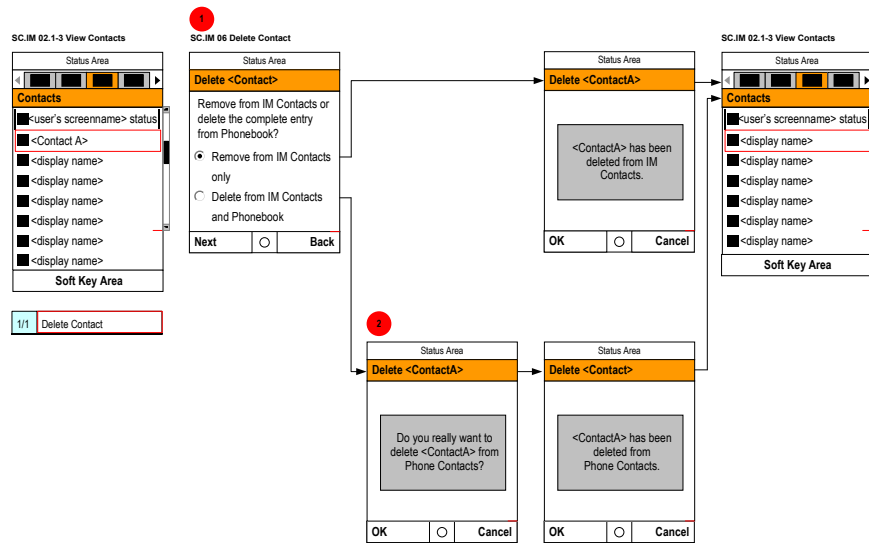 1
SC.IM 02.1-3 View Contacts
Status Area
Contacts
<user's screenname> status
<Contact A>
<display name>
<display name>
<display name>
<display name>
<display name>
<display name>
Soft Key Area
1/1 Delete Contact
SC.IM 06 Delete Contact
Status Area
Delete <Contact>
Remove from IM Contacts or
delete the complete entry
from Phonebook?
Remove from IM Contacts
only
Delete from IM Contacts
and Phonebook
Next Back
Status Area
Delete <ContactA>
<ContactA> has been
deleted from IM
Contacts.
OK Cancel
SC.IM 02.1-3 View Contacts
Status Area
Contacts
<user's screenname> status
<display name>
<display name>
<display name>
<display name>
<display name>
<display name>
Soft Key Area
2
Status Area
Delete <ContactA>
Do you really want to
delete <ContactA> from
Phone Contacts?
OK Cancel
Status Area
Delete <Contact>
<ContactA> has been
deleted from
Phone Contacts.
OK Cancel